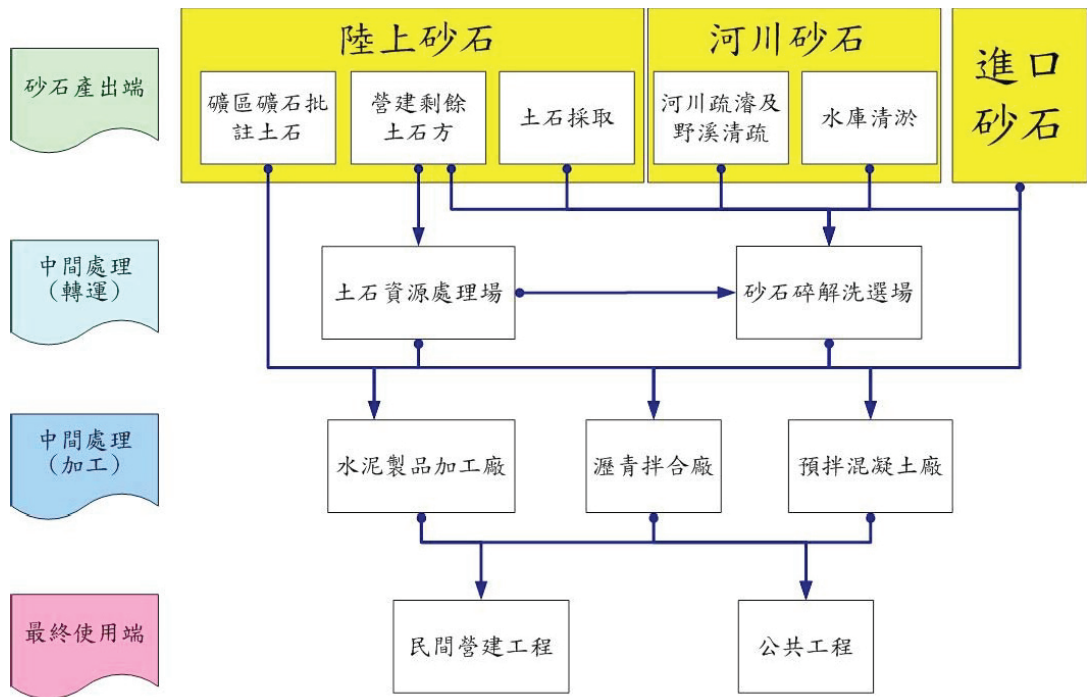 砂石產出端
陸上砂石
礦區礦石批
註土石
營建剩餘
土石方
土石採取
河川砂石
河川疏濬及
野溪清疏
水庫清淤
進口
砂石
中間處理
(轉運)
土石資源處理場
砂石碎解洗選場
中間處理
(加工)
水泥製品加工廠
瀝青拌合廠
預拌混凝土廠
最終使用端
民間營建工程
公共工程